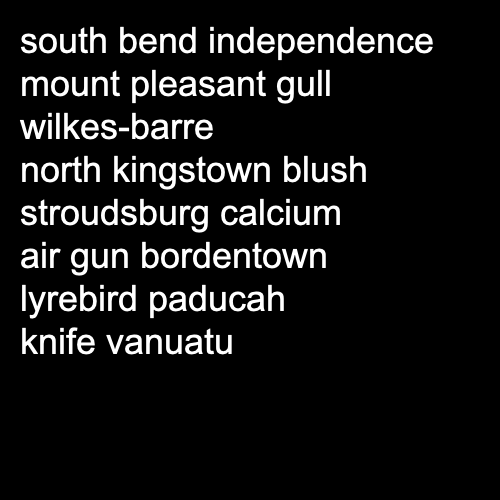 south bend independence
mount pleasant gull
wilkes-barre
north kingstown blush
stroudsburg calcium
air gun bordentown
lyrebird paducah
knife vanuatu